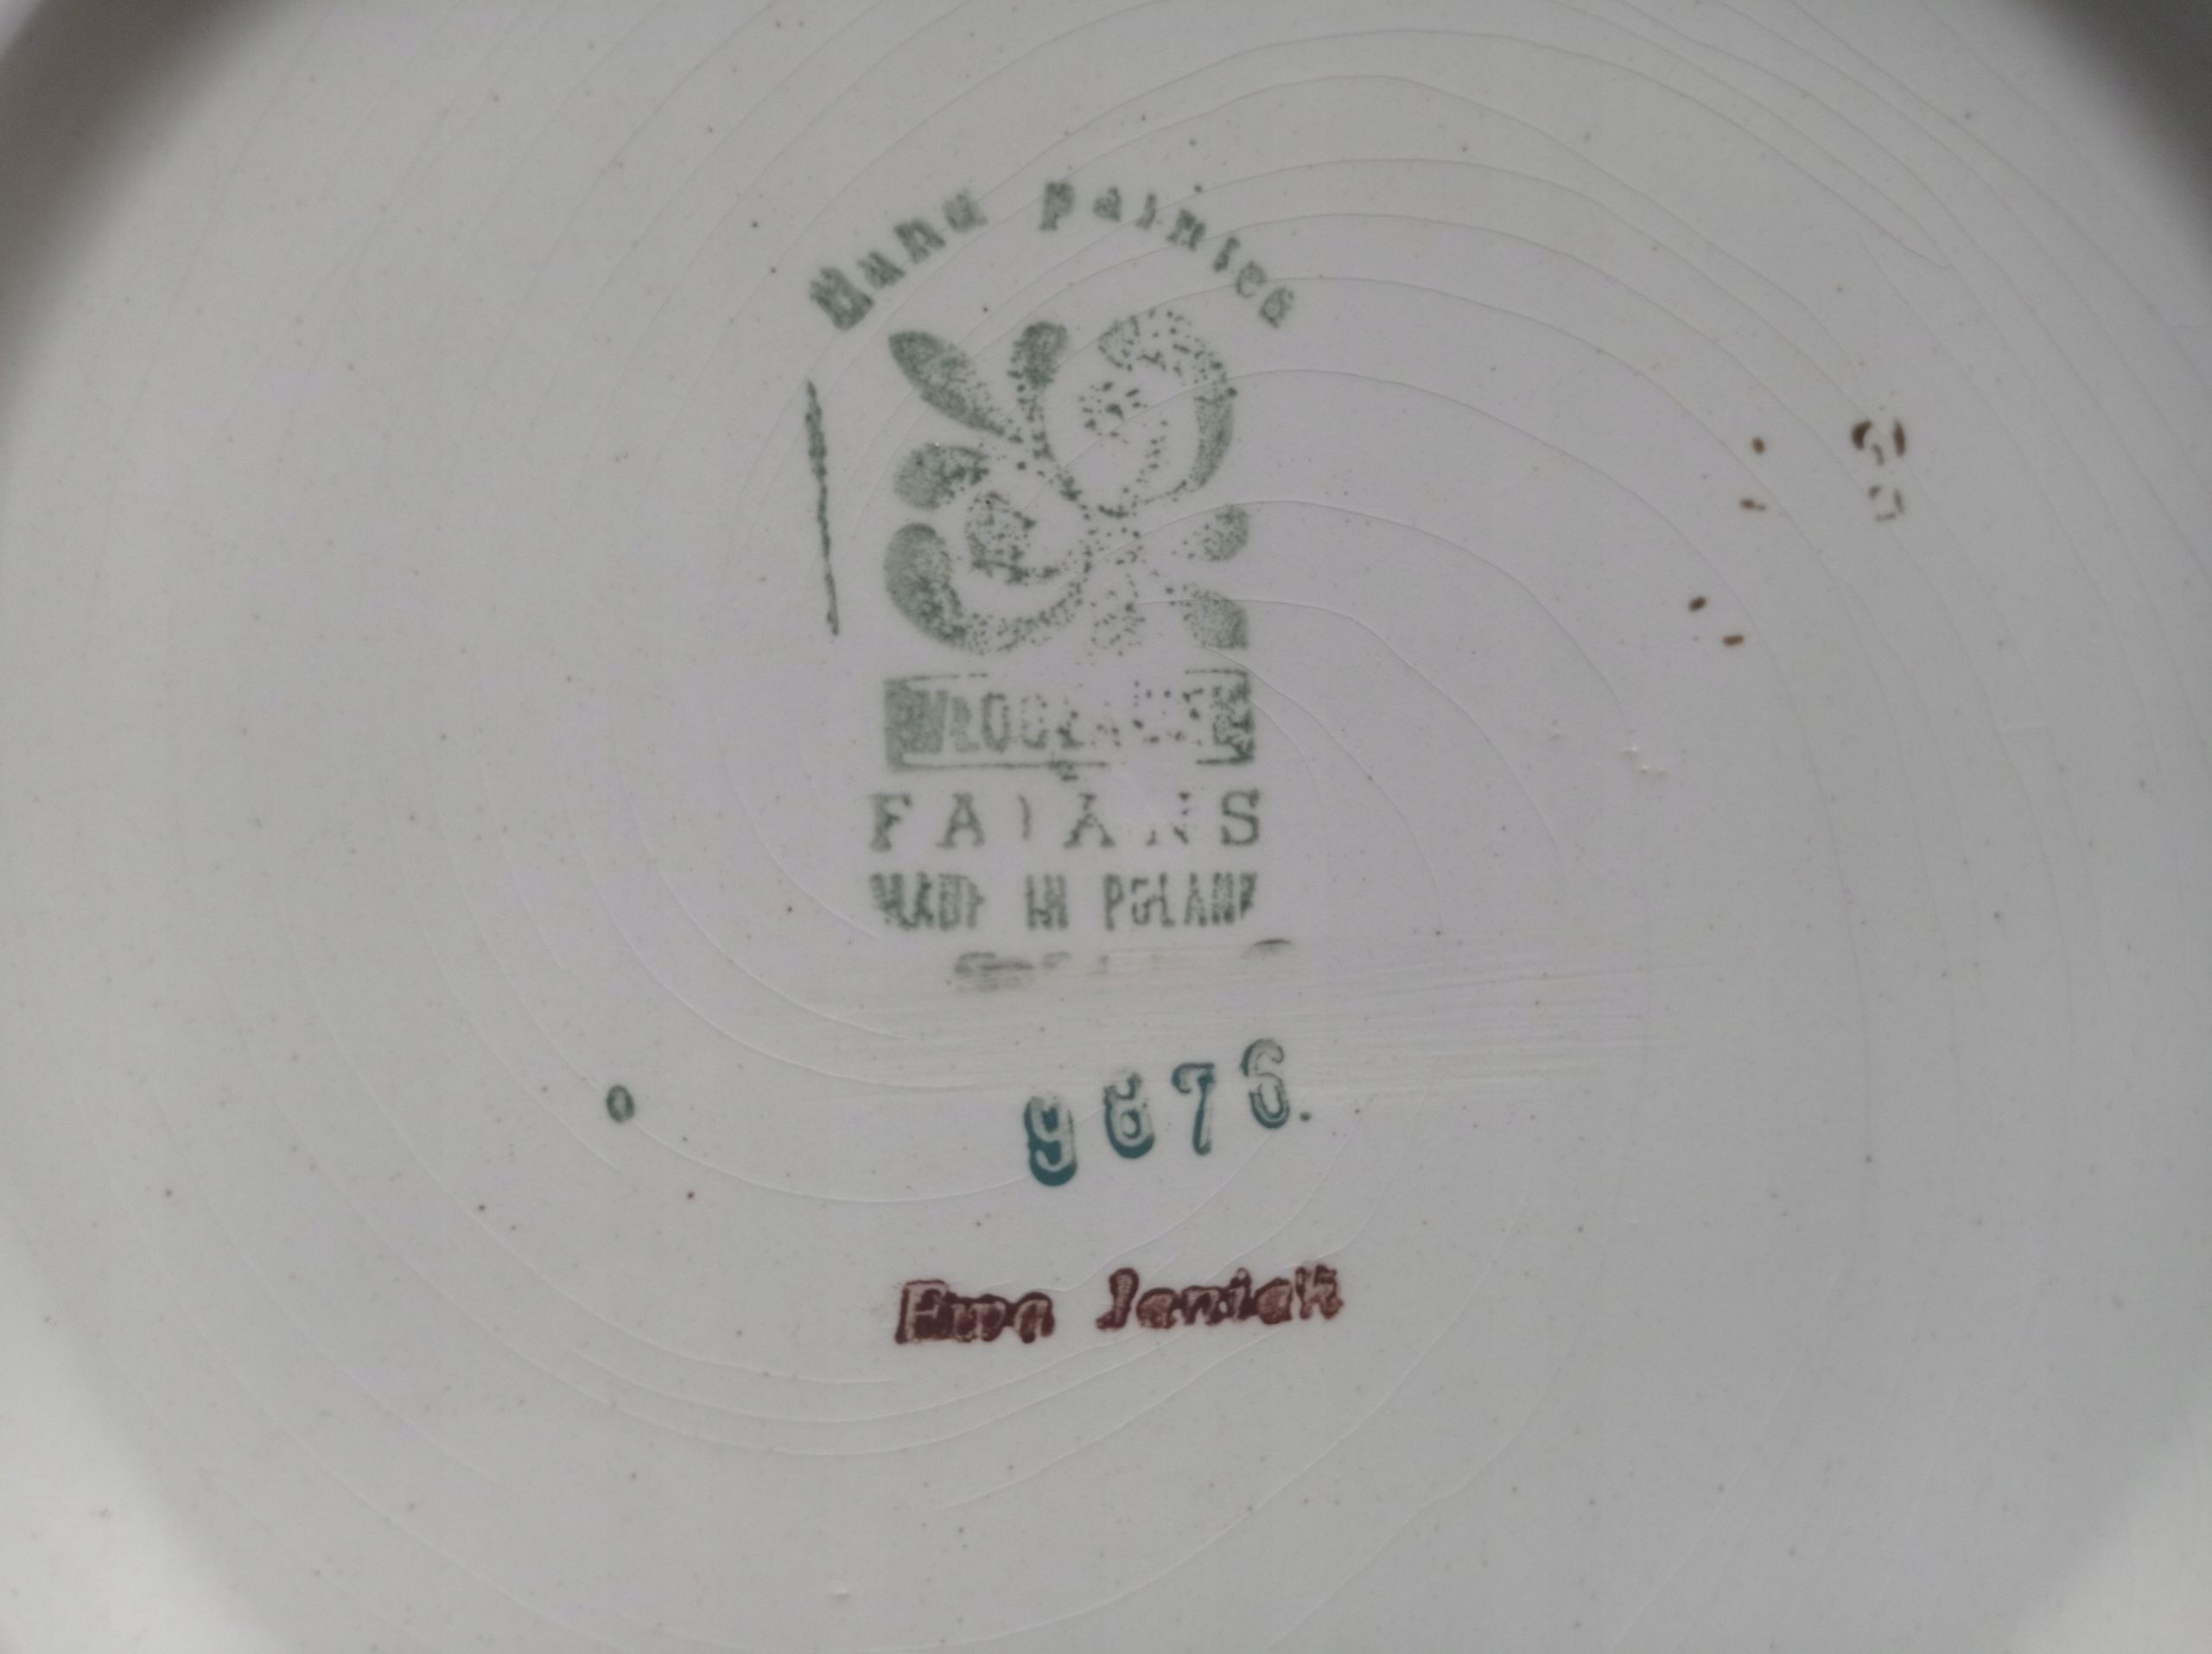 Hand painted
WŁOCŁAWEK
FAJANS
MADE IN POLAND
9676.
Ewa Janiak